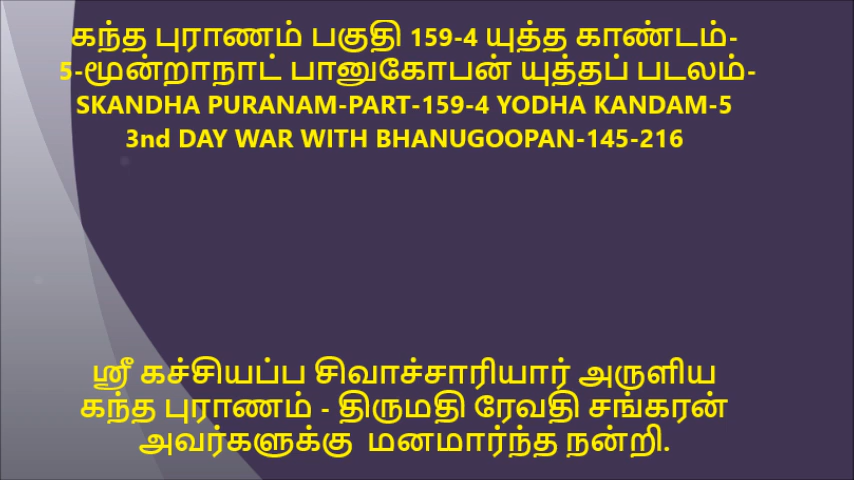 கந்த புராணம் பகுதி 159-4 யுத்த காண்டம்-
5-மூன்றாநாட் பானுகோபன் யுத்தப் படலம்-
SKANDHA PURANAM-PART-159-4 YODHA KANDAM-5
3nd DAY WAR WITH BHANUGOOPAN-145-216
ஸ்ரீ கச்சியப்ப சிவாச்சாரியார் அருளிய
கந்த புராணம் - திருமதி ரேவதி சங்கரன்
அவர்களுக்கு மனமார்ந்த நன்றி.